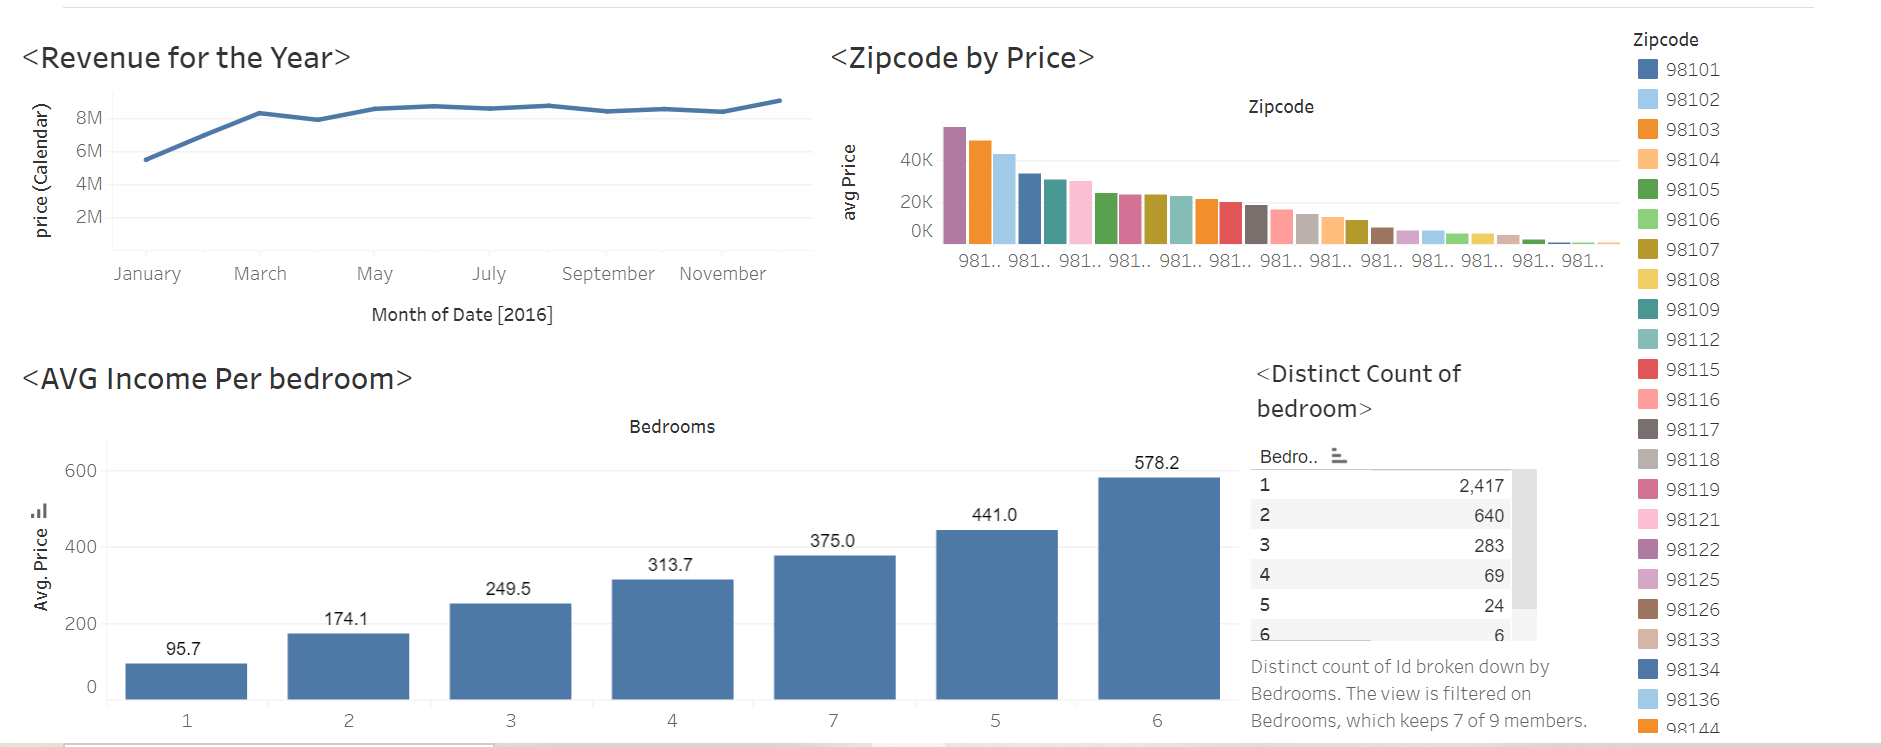 <Revenue for the Year>
price (Calendar)
8M
6M
4M
2M
January March May July September November
Month of Date [2016]
<Zipcode by Price>
Zipcode
avg Price
40K
20K
0K
981.. 981.. 981.. 981.. 981.. 981.. 981.. 981.. 981.. 981.. 981.. 981.. 981..
Zipcode
98101
98102
98103
98104
98105
98106
98107
98108
98109
98112
98115
98116
98117
98118
98119
98121
98122
98125
98126
98133
98134
98136
98144
<AVG Income Per bedroom>
Bedrooms
Avg. Price
600
400
200
0
95.7
174.1
249.5
313.7
375.0
441.0
578.2
1 2 3 4 7 5 6
<Distinct Count of
bedroom>
Bedro..
1 2,417
2 640
3 283
4 69
5 24
6 6
Distinct count of Id broken down by
Bedrooms. The view is filtered on
Bedrooms, which keeps 7 of 9 members.